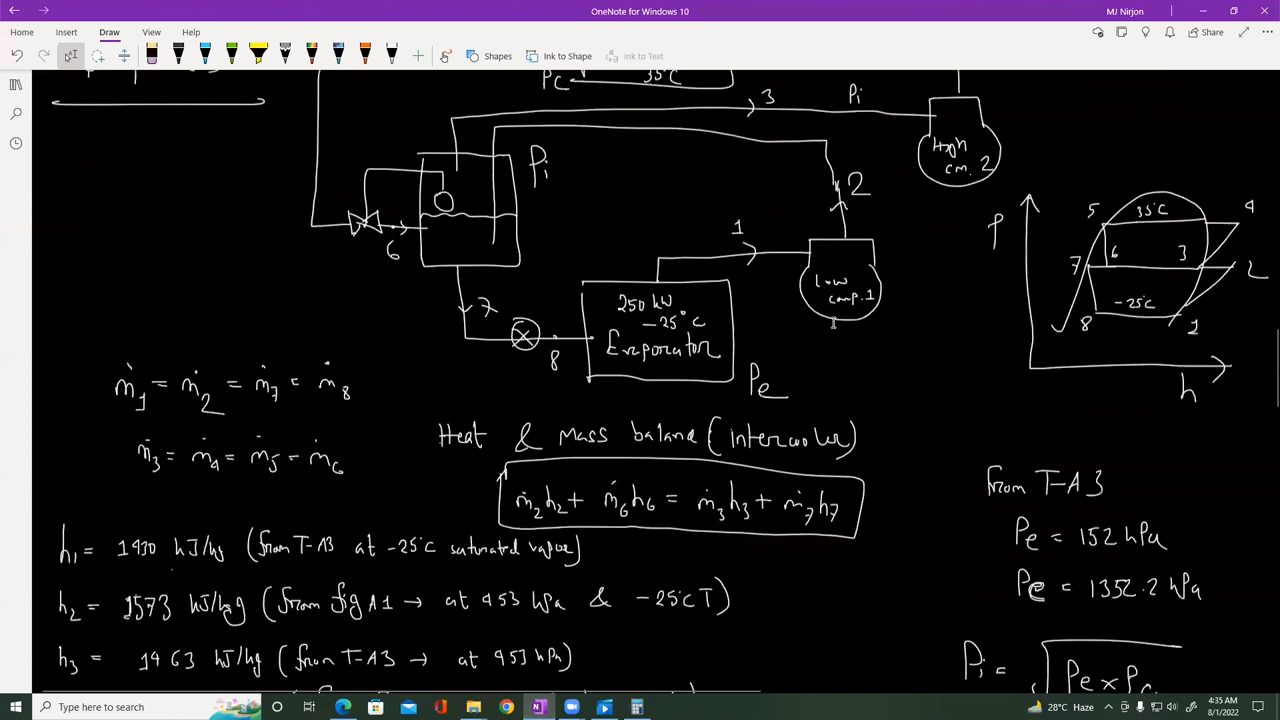 OneNote for Windows 10
MJ Nirjon
Home Insert Draw View Help
Shapes Ink to Shape Ink to Text Share
Pc 35°C
3 Pi
High
cm. 2
Pi
2
6
1
Low
comp. 1
7
250 kW
-25°C
Evaporator
8
Pe
P
5 35°C 4
7 6 3 2
-25°C
8 1
h
ṁ1 = ṁ2 = ṁ7 = ṁ8
ṁ3 = ṁ4 = ṁ5 = ṁ6
Heat & Mass balance (intercooler)
ṁ2h2 + ṁ6h6 = ṁ3h3 + ṁ7h7
from T-A3
Pe = 152 kPa
Pc = 1352.2 kPa
h1 = 1430 kJ/kg (from T-A3 at -25°C saturated vapor)
h2 = 1573 kJ/kg (from fig A1 → at 453 kPa & -25°C T)
h3 = 1463 kJ/kg (from T-A3 → at 453 kPa)
Pi = √Pe × Pc
Type here to search
28°C Haze
4:35 AM
8/1/2022